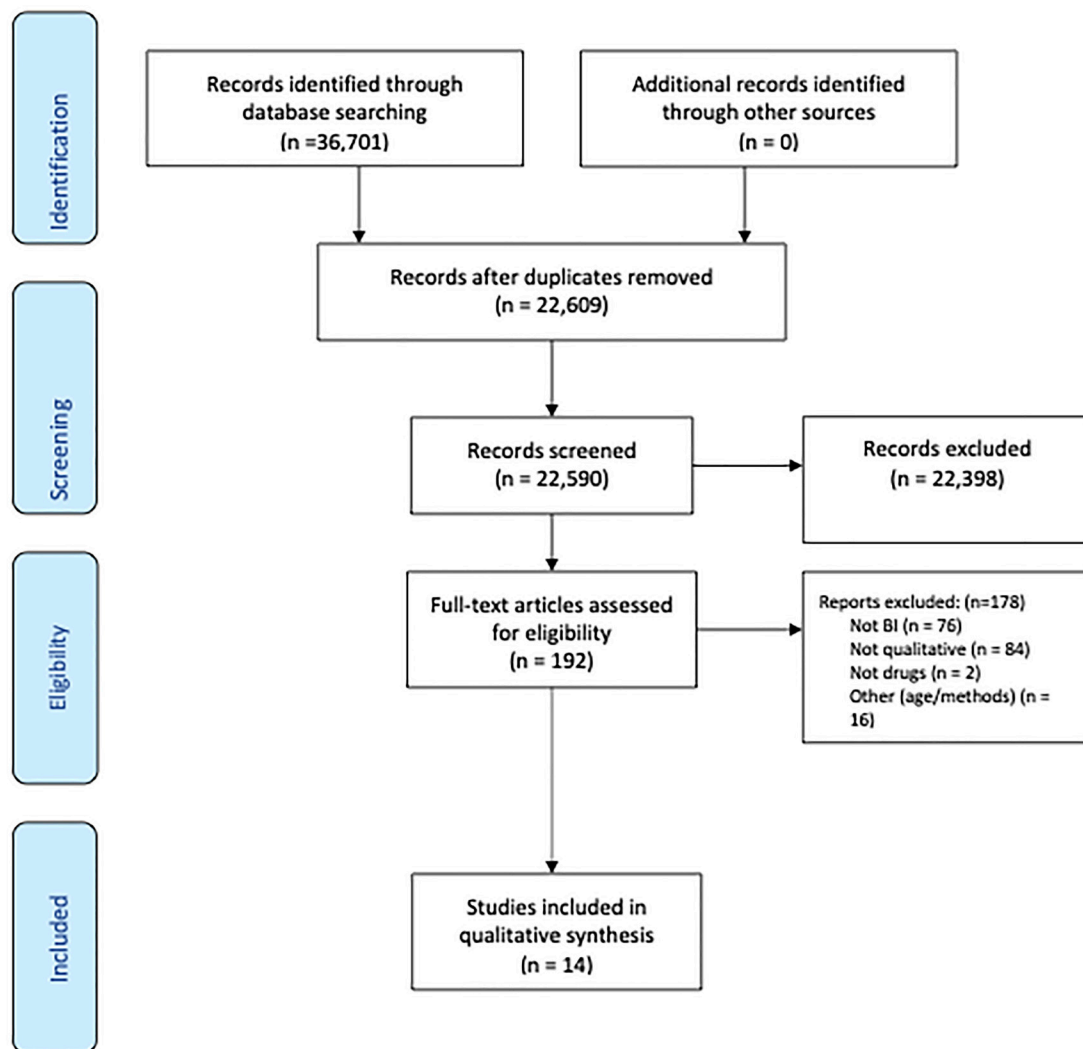 Identification
Records identified through
database searching
(n =36,701)
Additional records identified
through other sources
(n = 0)
Records after duplicates removed
(n = 22,609)
Screening
Records screened
(n = 22,590)
Records excluded
(n = 22,398)
Eligibility
Full-text articles assessed
for eligibility
(n = 192)
Reports excluded: (n=178)
Not BI (n = 76)
Not qualitative (n = 84)
Not drugs (n = 2)
Other (age/methods) (n =
16)
Included
Studies included in
qualitative synthesis
(n = 14)